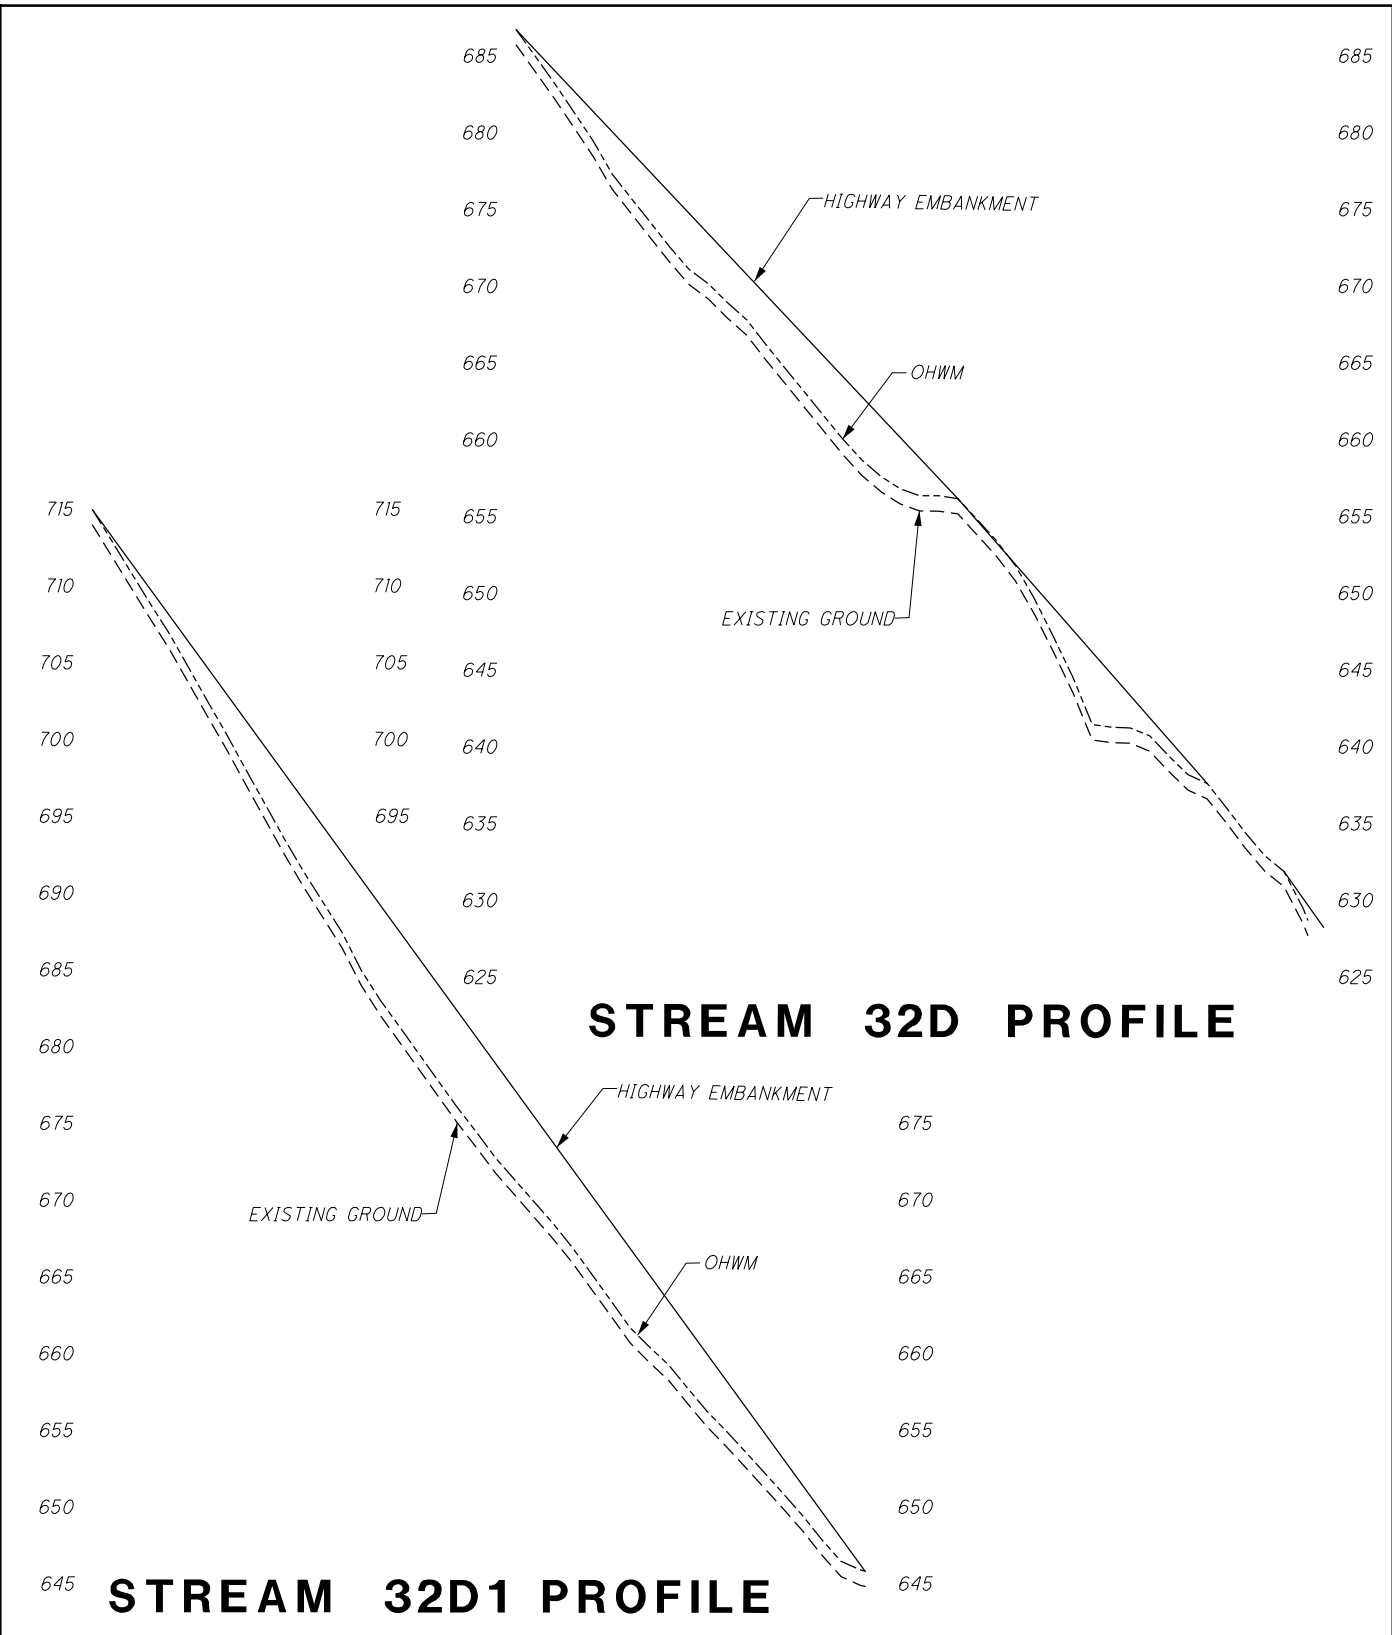 685 685
680 680
HIGHWAY EMBANKMENT
675 675
670 670
665 665
OHWM
660 660
715 715 655 655
710 710 650 650
EXISTING GROUND
705 705 645 645
700 700 640 640
695 695 635 635
690 630 630
685 625 625
STREAM 32D PROFILE
680
HIGHWAY EMBANKMENT
675 675
670 670
EXISTING GROUND
OHWM
665 665
660 660
655 655
650 650
645 645
STREAM 32D1 PROFILE